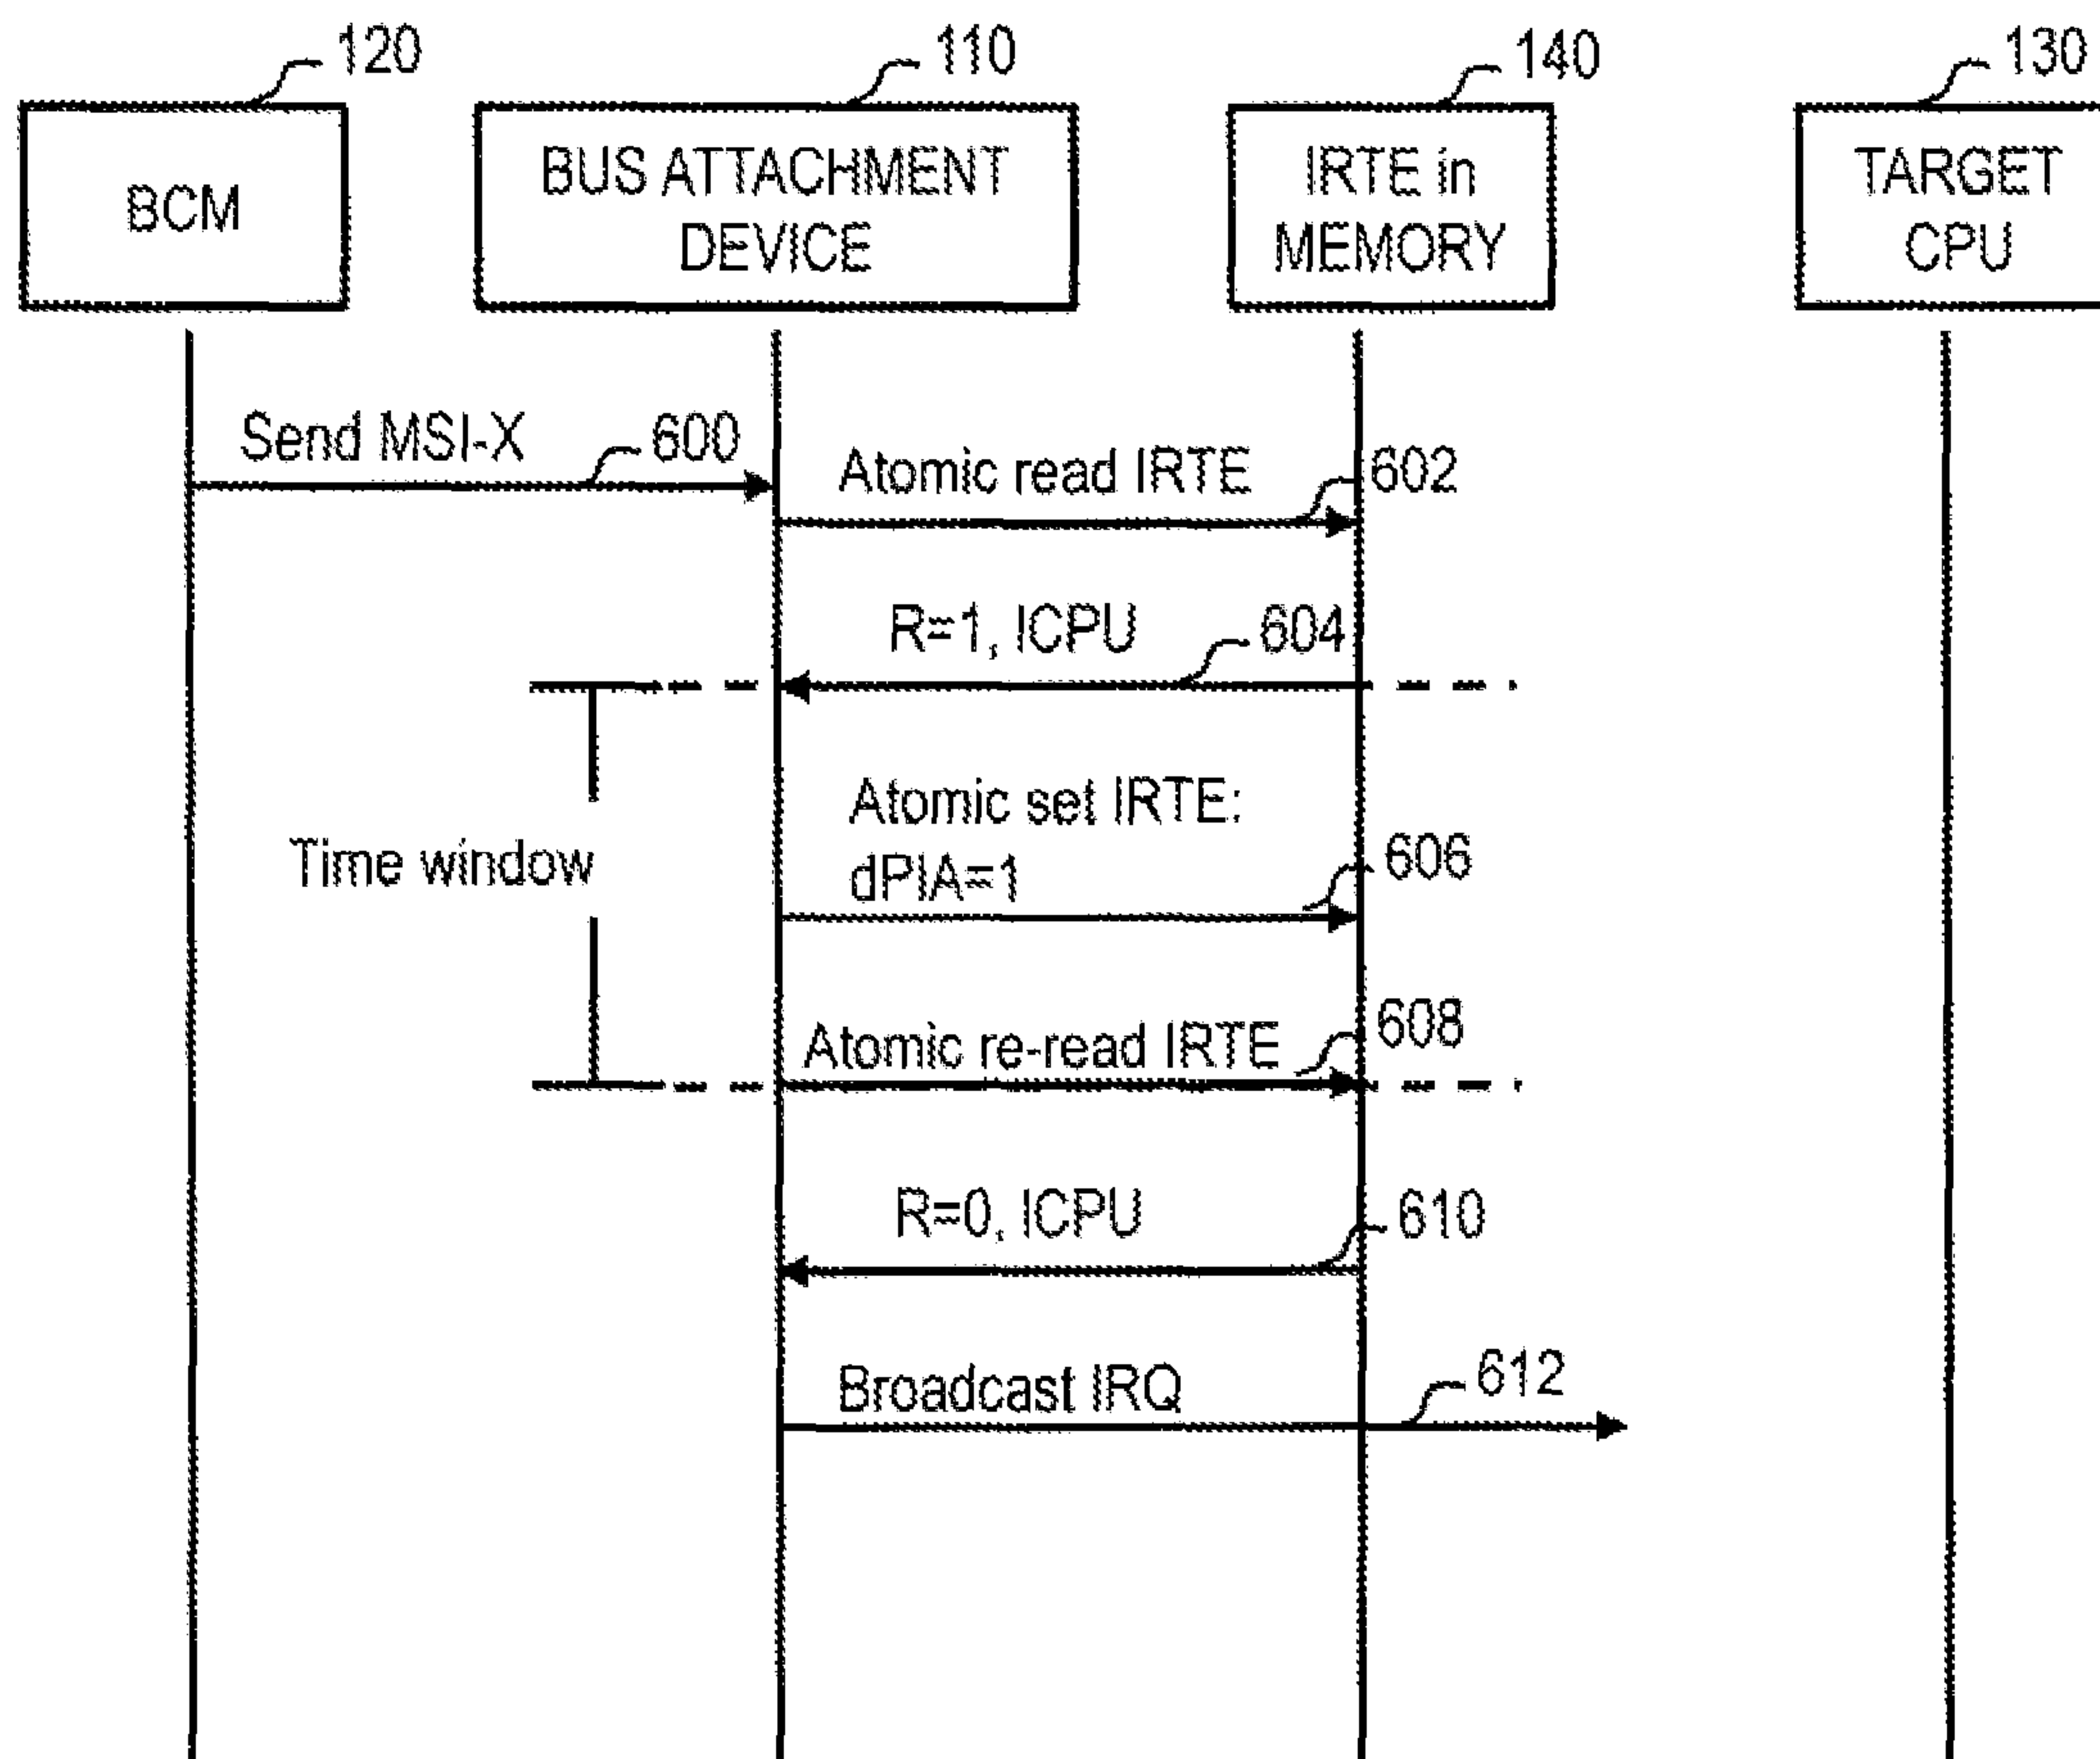 120
110
140
130
BCM
BUS ATTACHMENT
DEVICE
IRTE in
MEMORY
TARGET
CPU
Send MSI-X
600
Atomic read IRTE
602
R=1, ICPU
604
Time window
Atomic set IRTE:
dPIA=1
606
Atomic re-read IRTE
608
R=0, ICPU
610
Broadcast IRQ
612